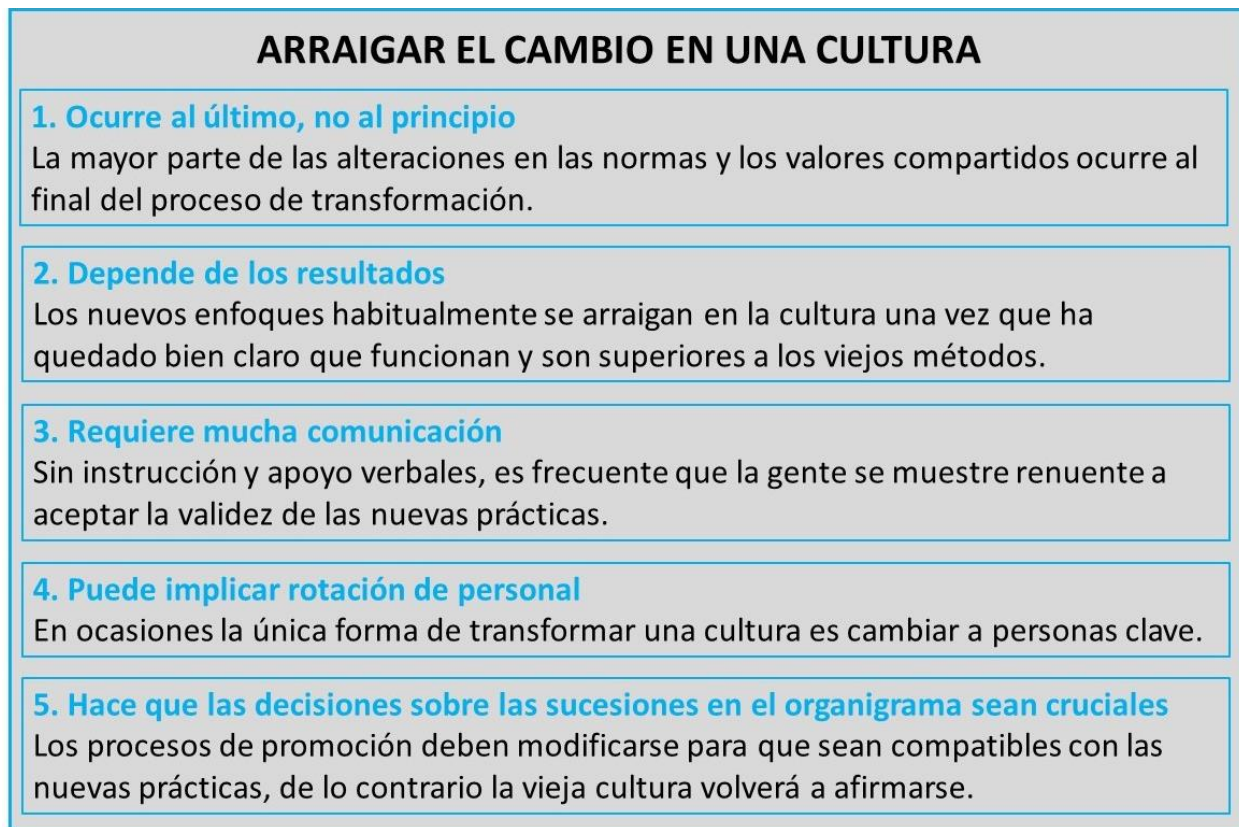 ARRAIGAR EL CAMBIO EN UNA CULTURA
1. Ocurre al último, no al principio
La mayor parte de las alteraciones en las normas y los valores compartidos ocurre al
final del proceso de transformación.
2. Depende de los resultados
Los nuevos enfoques habitualmente se arraigan en la cultura una vez que ha
quedado bien claro que funcionan y son superiores a los viejos métodos.
3. Requiere mucha comunicación
Sin instrucción y apoyo verbales, es frecuente que la gente se muestre renuente a
aceptar la validez de las nuevas prácticas.
4. Puede implicar rotación de personal
En ocasiones la única forma de transformar una cultura es cambiar a personas clave.
5. Hace que las decisiones sobre las sucesiones en el organigrama sean cruciales
Los procesos de promoción deben modificarse para que sean compatibles con las
nuevas prácticas, de lo contrario la vieja cultura volverá a afirmarse.